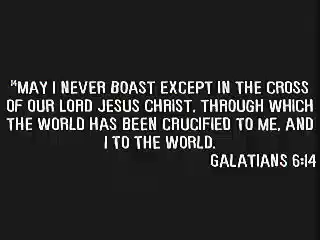 ¹⁴MAY I NEVER BOAST EXCEPT IN THE CROSS
OF OUR LORD JESUS CHRIST, THROUGH WHICH
THE WORLD HAS BEEN CRUCIFIED TO ME, AND
I TO THE WORLD.
GALATIANS 6:14